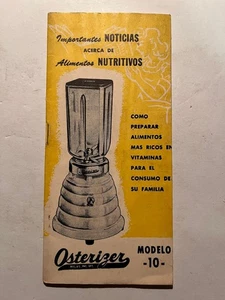 Importantes NOTICIAS
ACERCA DE
Alimentos NUTRITIVOS
COMO
PREPARAR
ALIMENTOS
MAS RICOS EN
VITAMINAS
PARA EL
CONSUMO DE
SU FAMILIA
Osterizer
MODELO
-10-